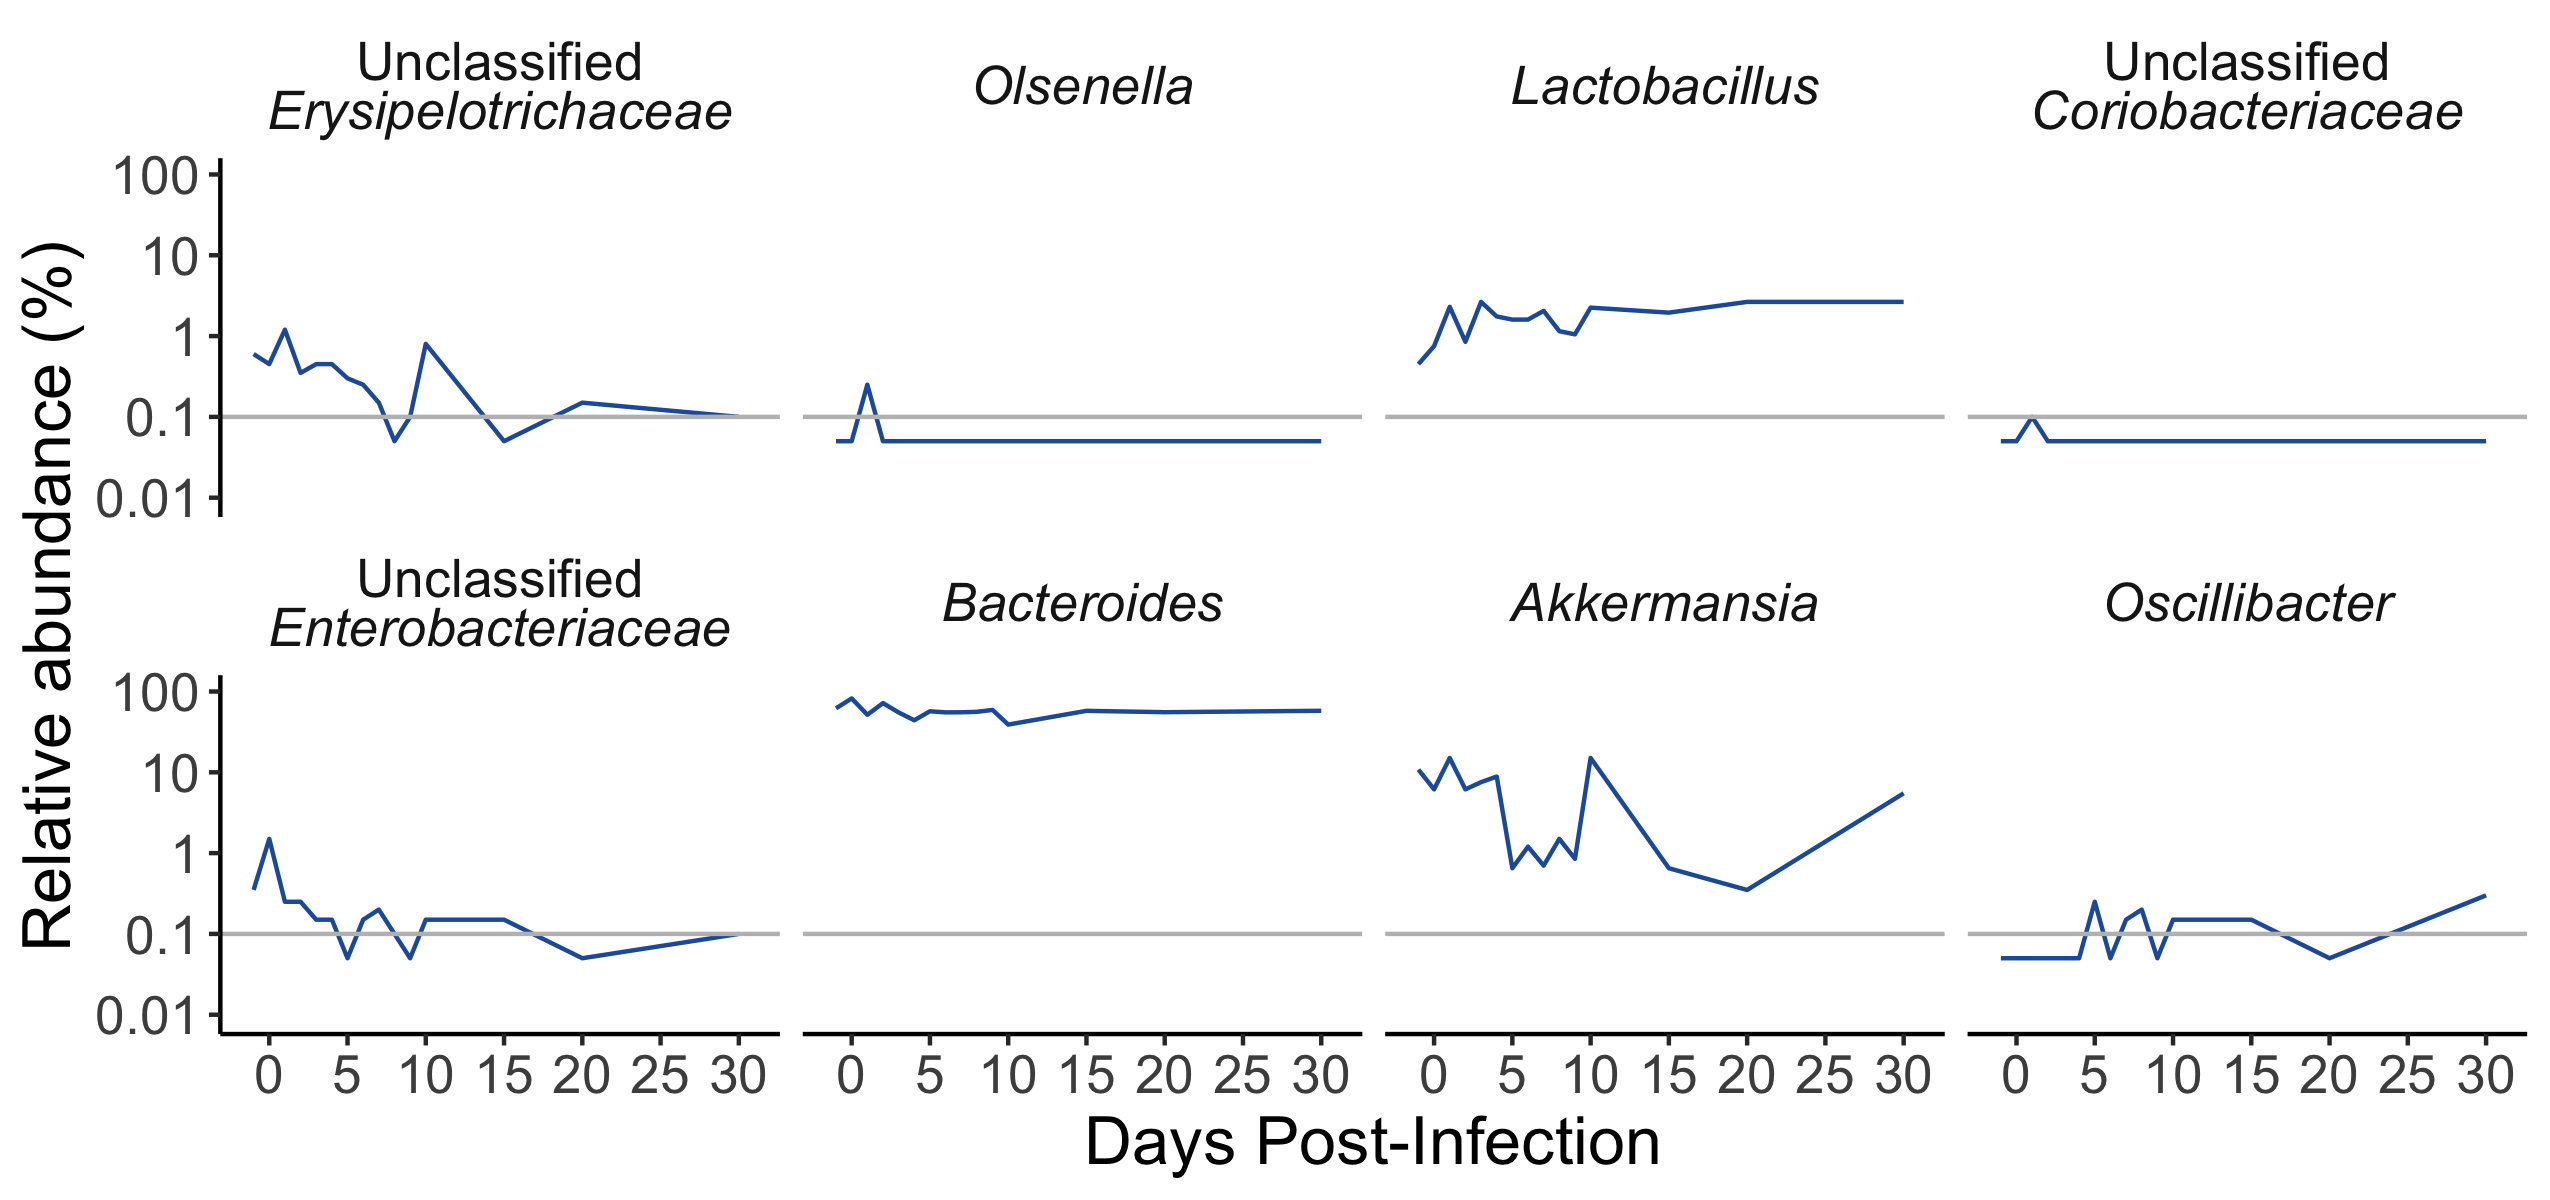 Unclassified
Erysipelotrichaceae
Olsenella
Lactobacillus
Unclassified
Coriobacteriaceae
100
10
1
0.1
0.01
Unclassified
Enterobacteriaceae
Bacteroides
Akkermansia
Oscillibacter
100
10
1
0.1
0.01
Relative abundance (%)
0 5 10 15 20 25 30
0 5 10 15 20 25 30
0 5 10 15 20 25 30
0 5 10 15 20 25 30
Days Post-Infection